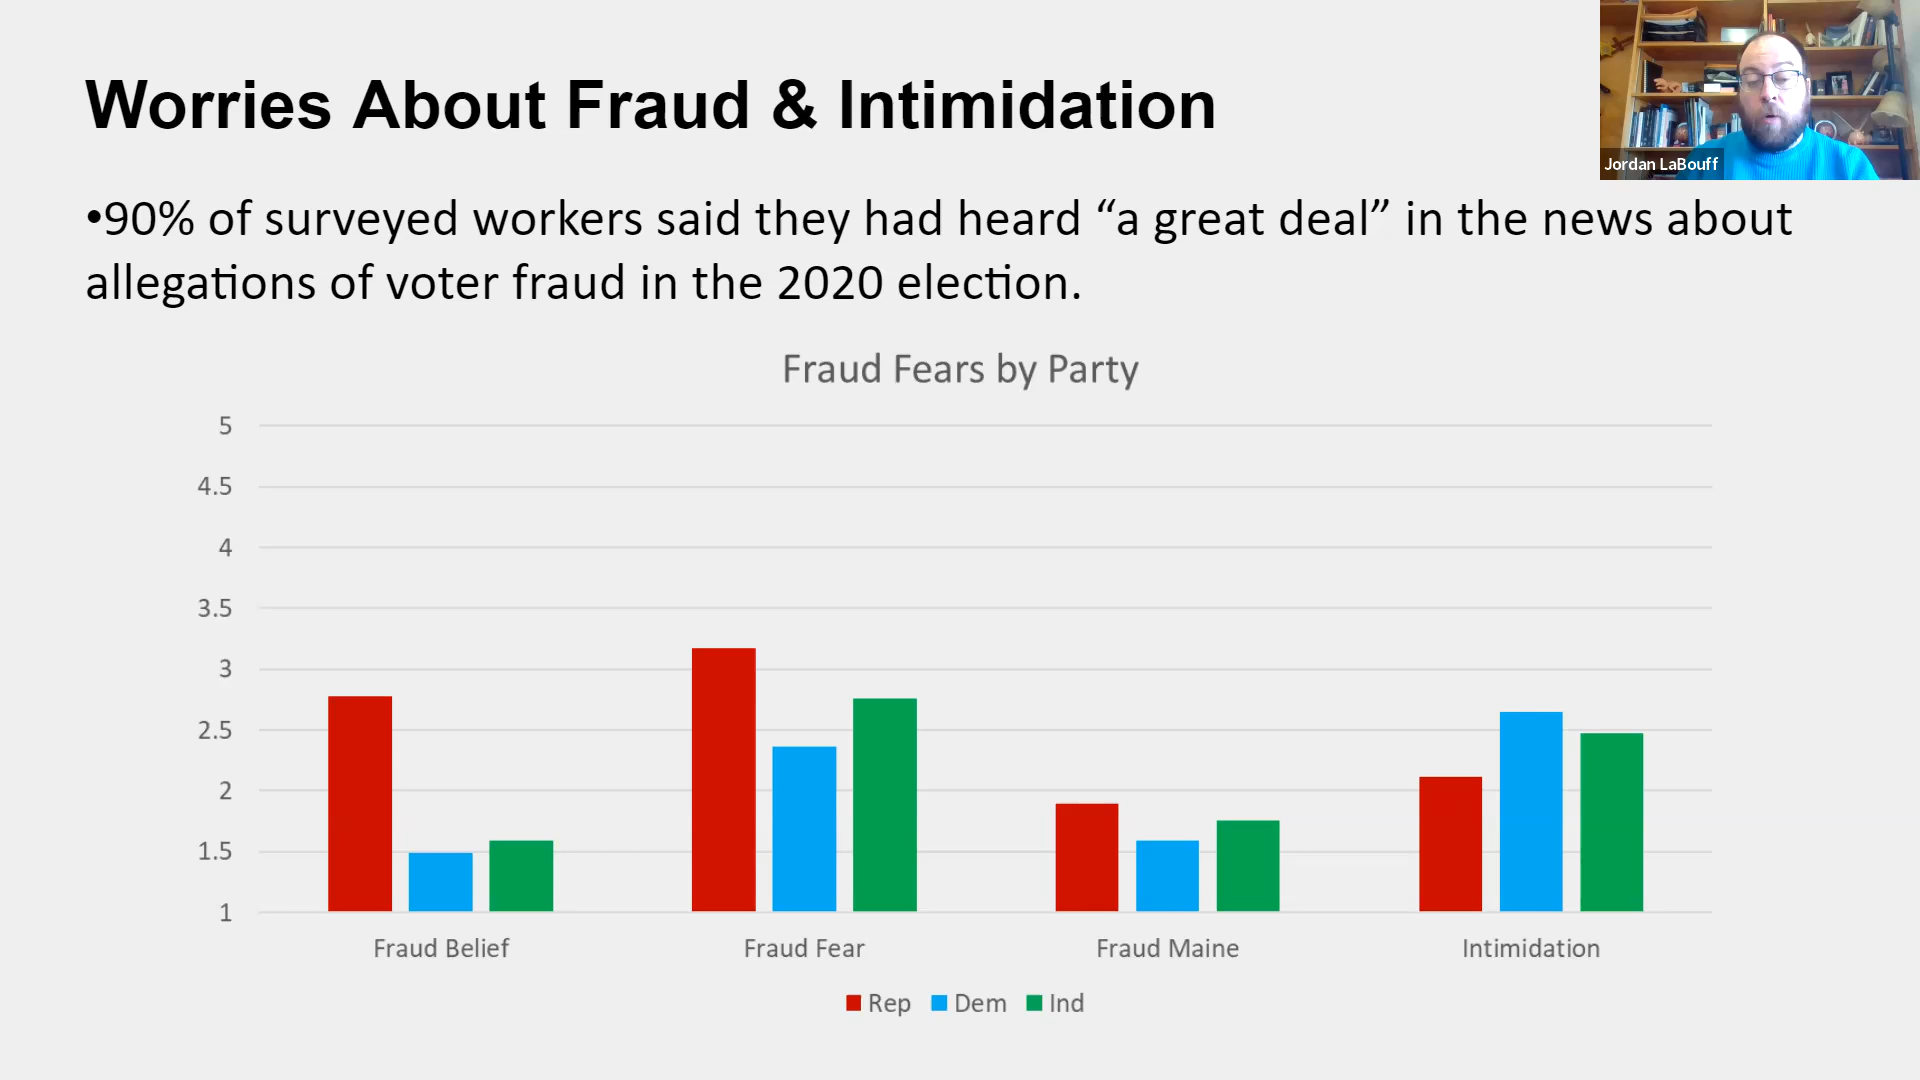 Worries About Fraud & Intimidation
Jordan LaBouff
•90% of surveyed workers said they had heard “a great deal” in the news about
allegations of voter fraud in the 2020 election.
Fraud Fears by Party
5
4.5
4
3.5
3
2.5
2
1.5
1
Fraud Belief
Fraud Fear
Fraud Maine
Intimidation
Rep Dem Ind